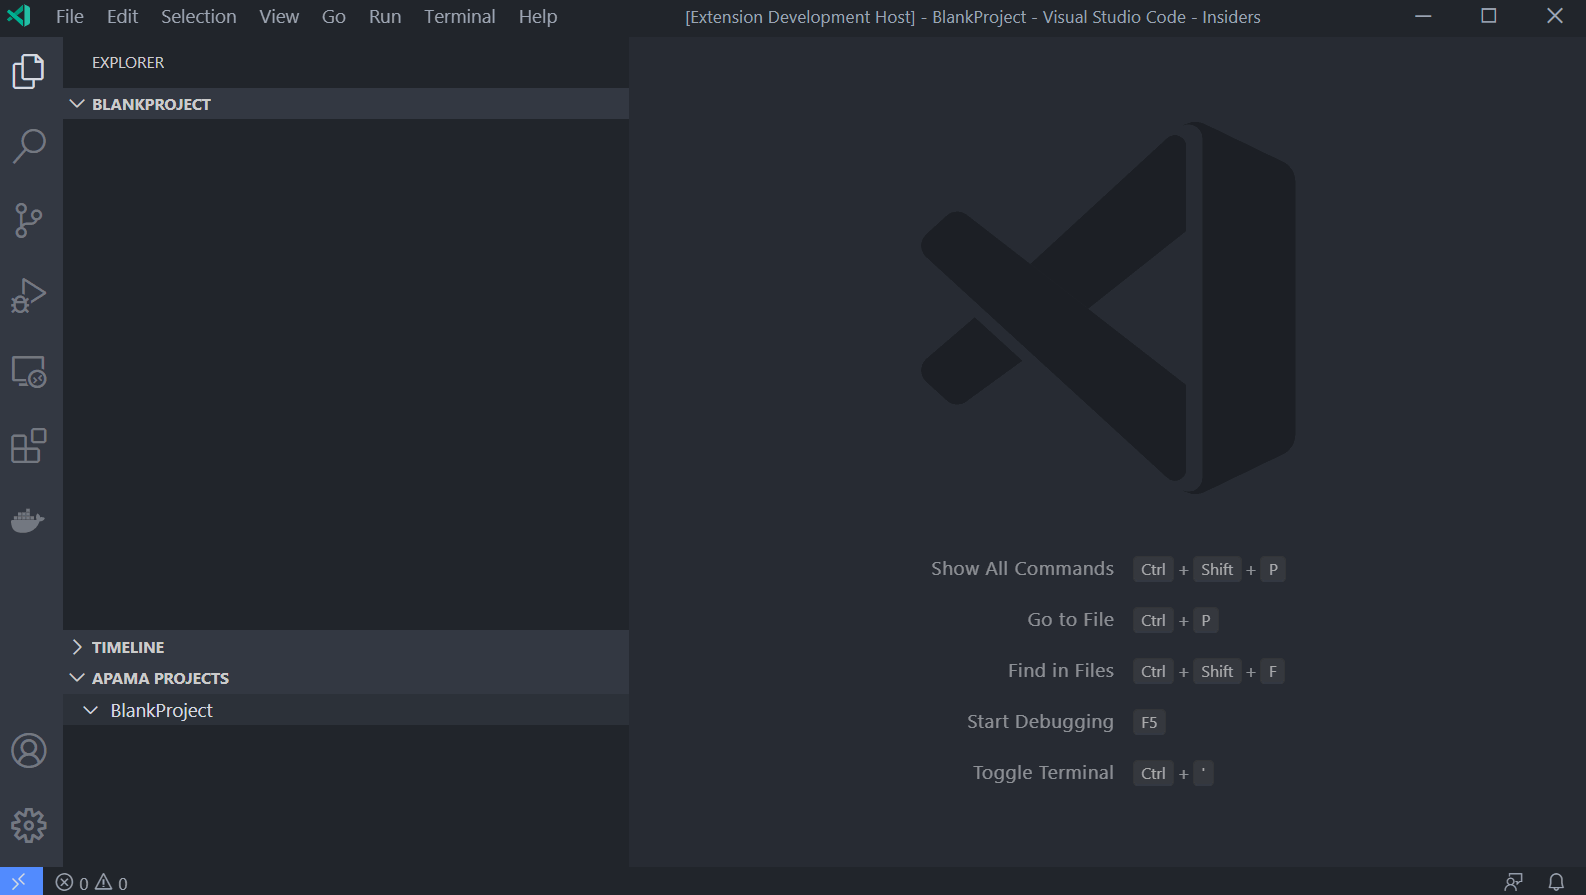 File Edit Selection View Go Run Terminal Help [Extension Development Host] - BlankProject - Visual Studio Code - Insiders
EXPLORER
BLANKPROJECT
TIMELINE
APAMA PROJECTS
BlankProject
Show All Commands Ctrl + Shift + P
Go to File Ctrl + P
Find in Files Ctrl + Shift + F
Start Debugging F5
Toggle Terminal Ctrl + '
0 0